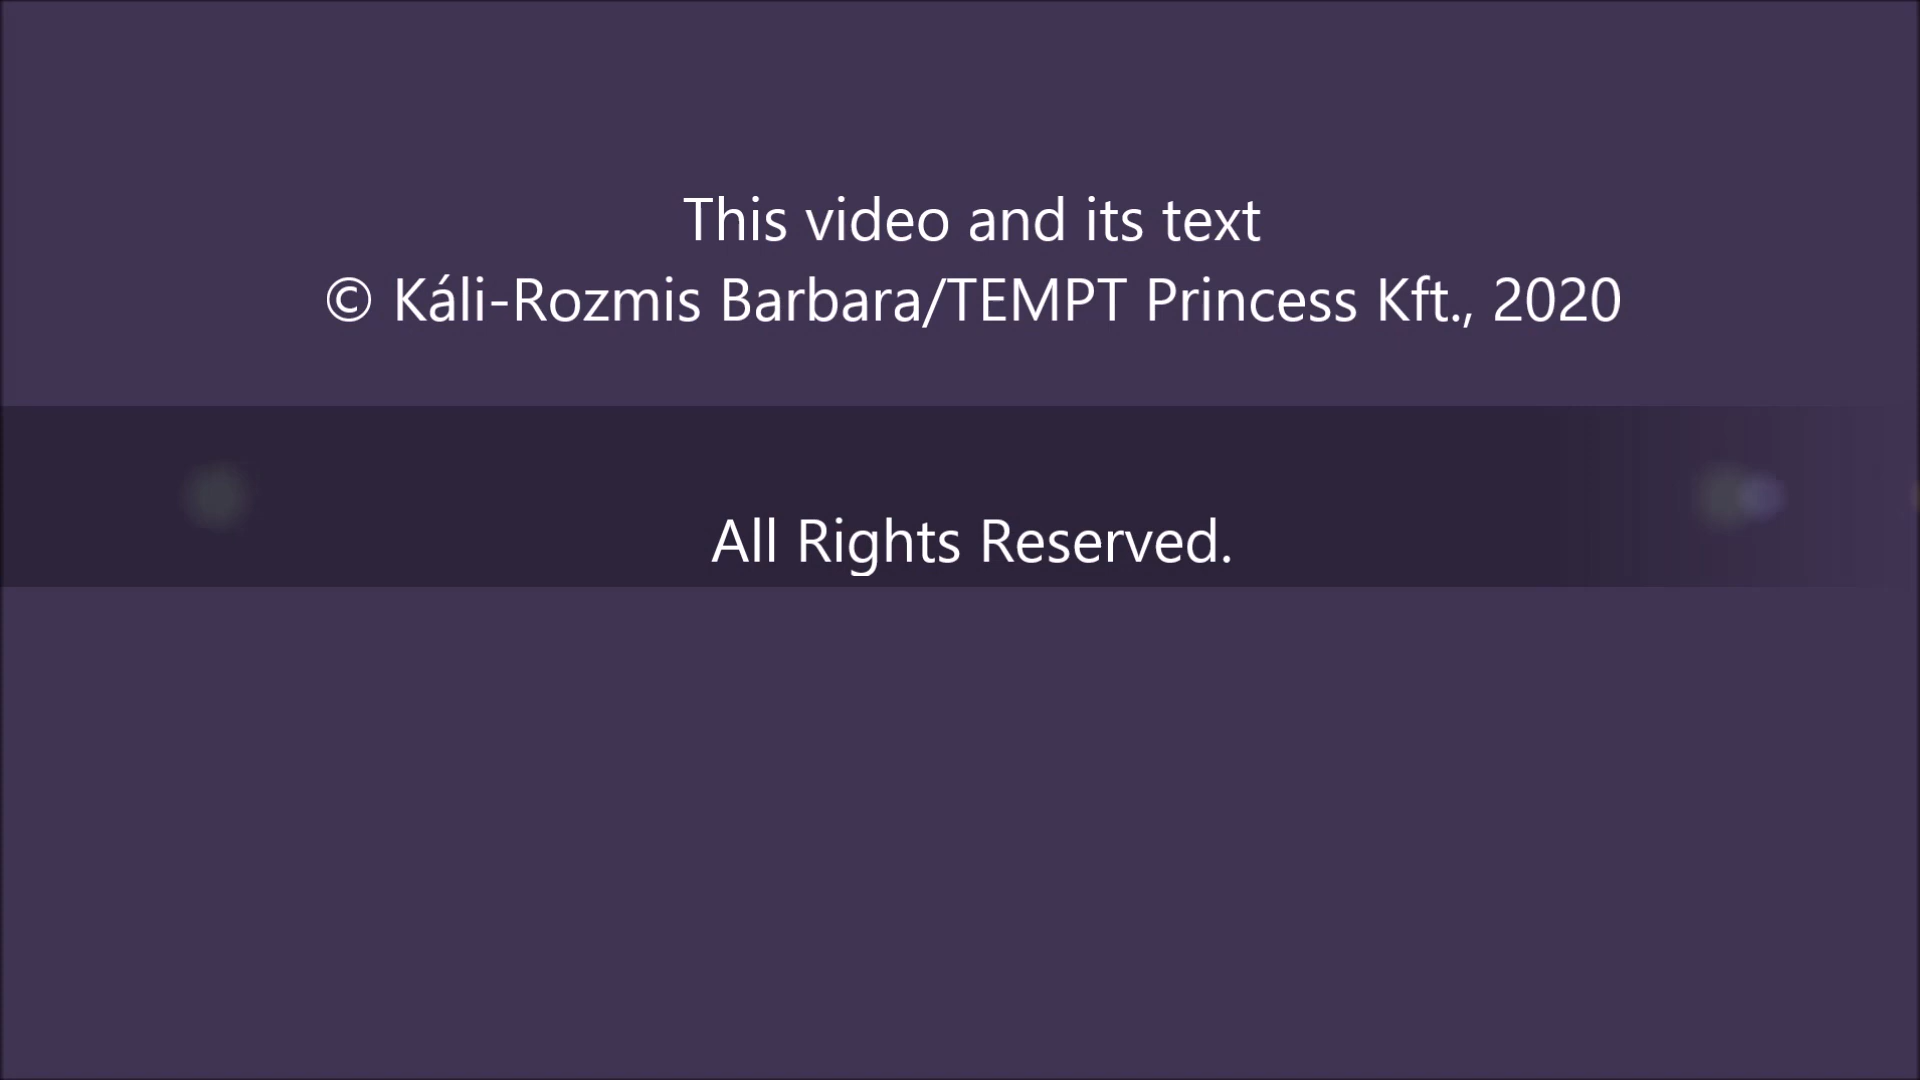 This video and its text
© Káli-Rozmis Barbara/TEMPT Princess Kft., 2020
All Rights Reserved.